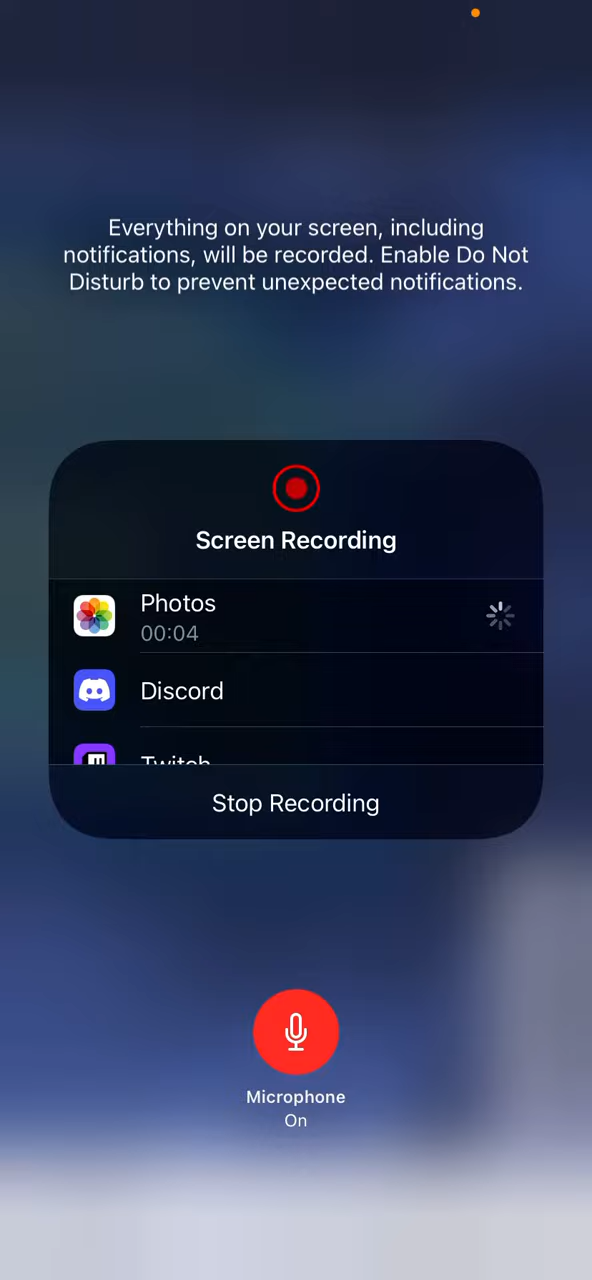 Everything on your screen, including
notifications, will be recorded. Enable Do Not
Disturb to prevent unexpected notifications.
Screen Recording
Photos
00:04
Discord
Twitch
Stop Recording
Microphone
On